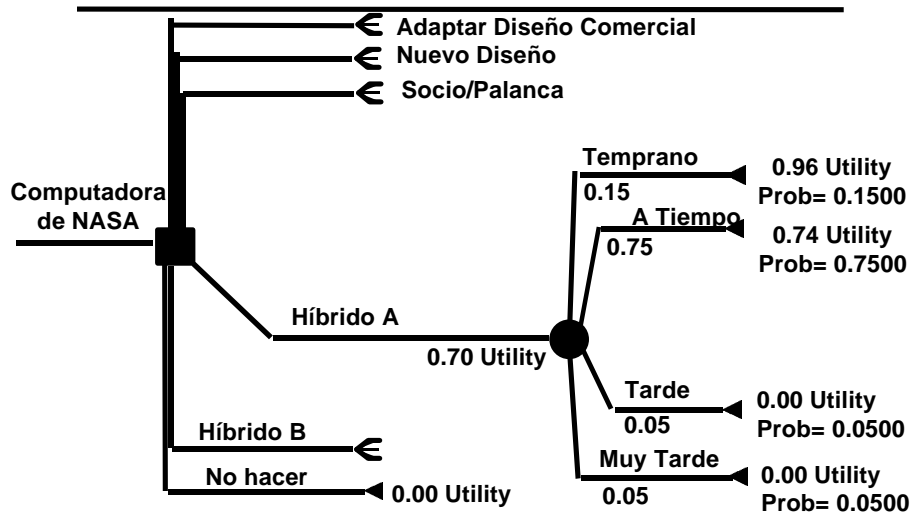 Adaptar Diseño Comercial
Nuevo Diseño
Socio/Palanca
Computadora
de NASA
Híbrido A
0.70 Utility
Temprano
0.15
0.96 Utility
Prob= 0.1500
A Tiempo
0.75
0.74 Utility
Prob= 0.7500
Tarde
0.05
0.00 Utility
Prob= 0.0500
Muy Tarde
0.05
0.00 Utility
Prob= 0.0500
Híbrido B
No hacer
0.00 Utility